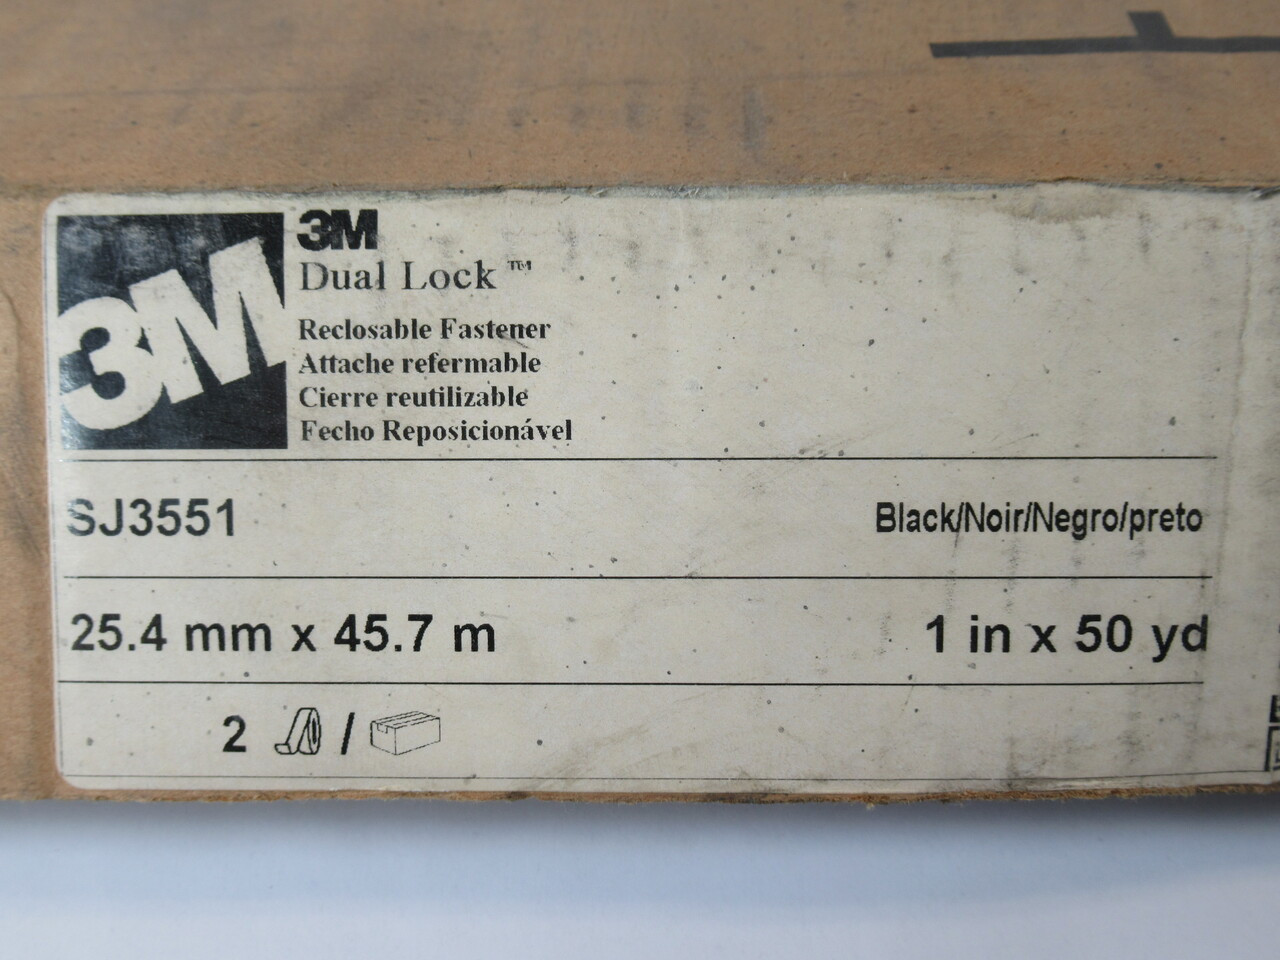 3M
3M
Dual Lock™
Reclosable Fastener
Attache refermable
Cierre reutilizable
Fecho Reposicionável
SJ3551
Black/Noir/Negro/preto
25.4 mm x 45.7 m
1 in x 50 yd
2 /